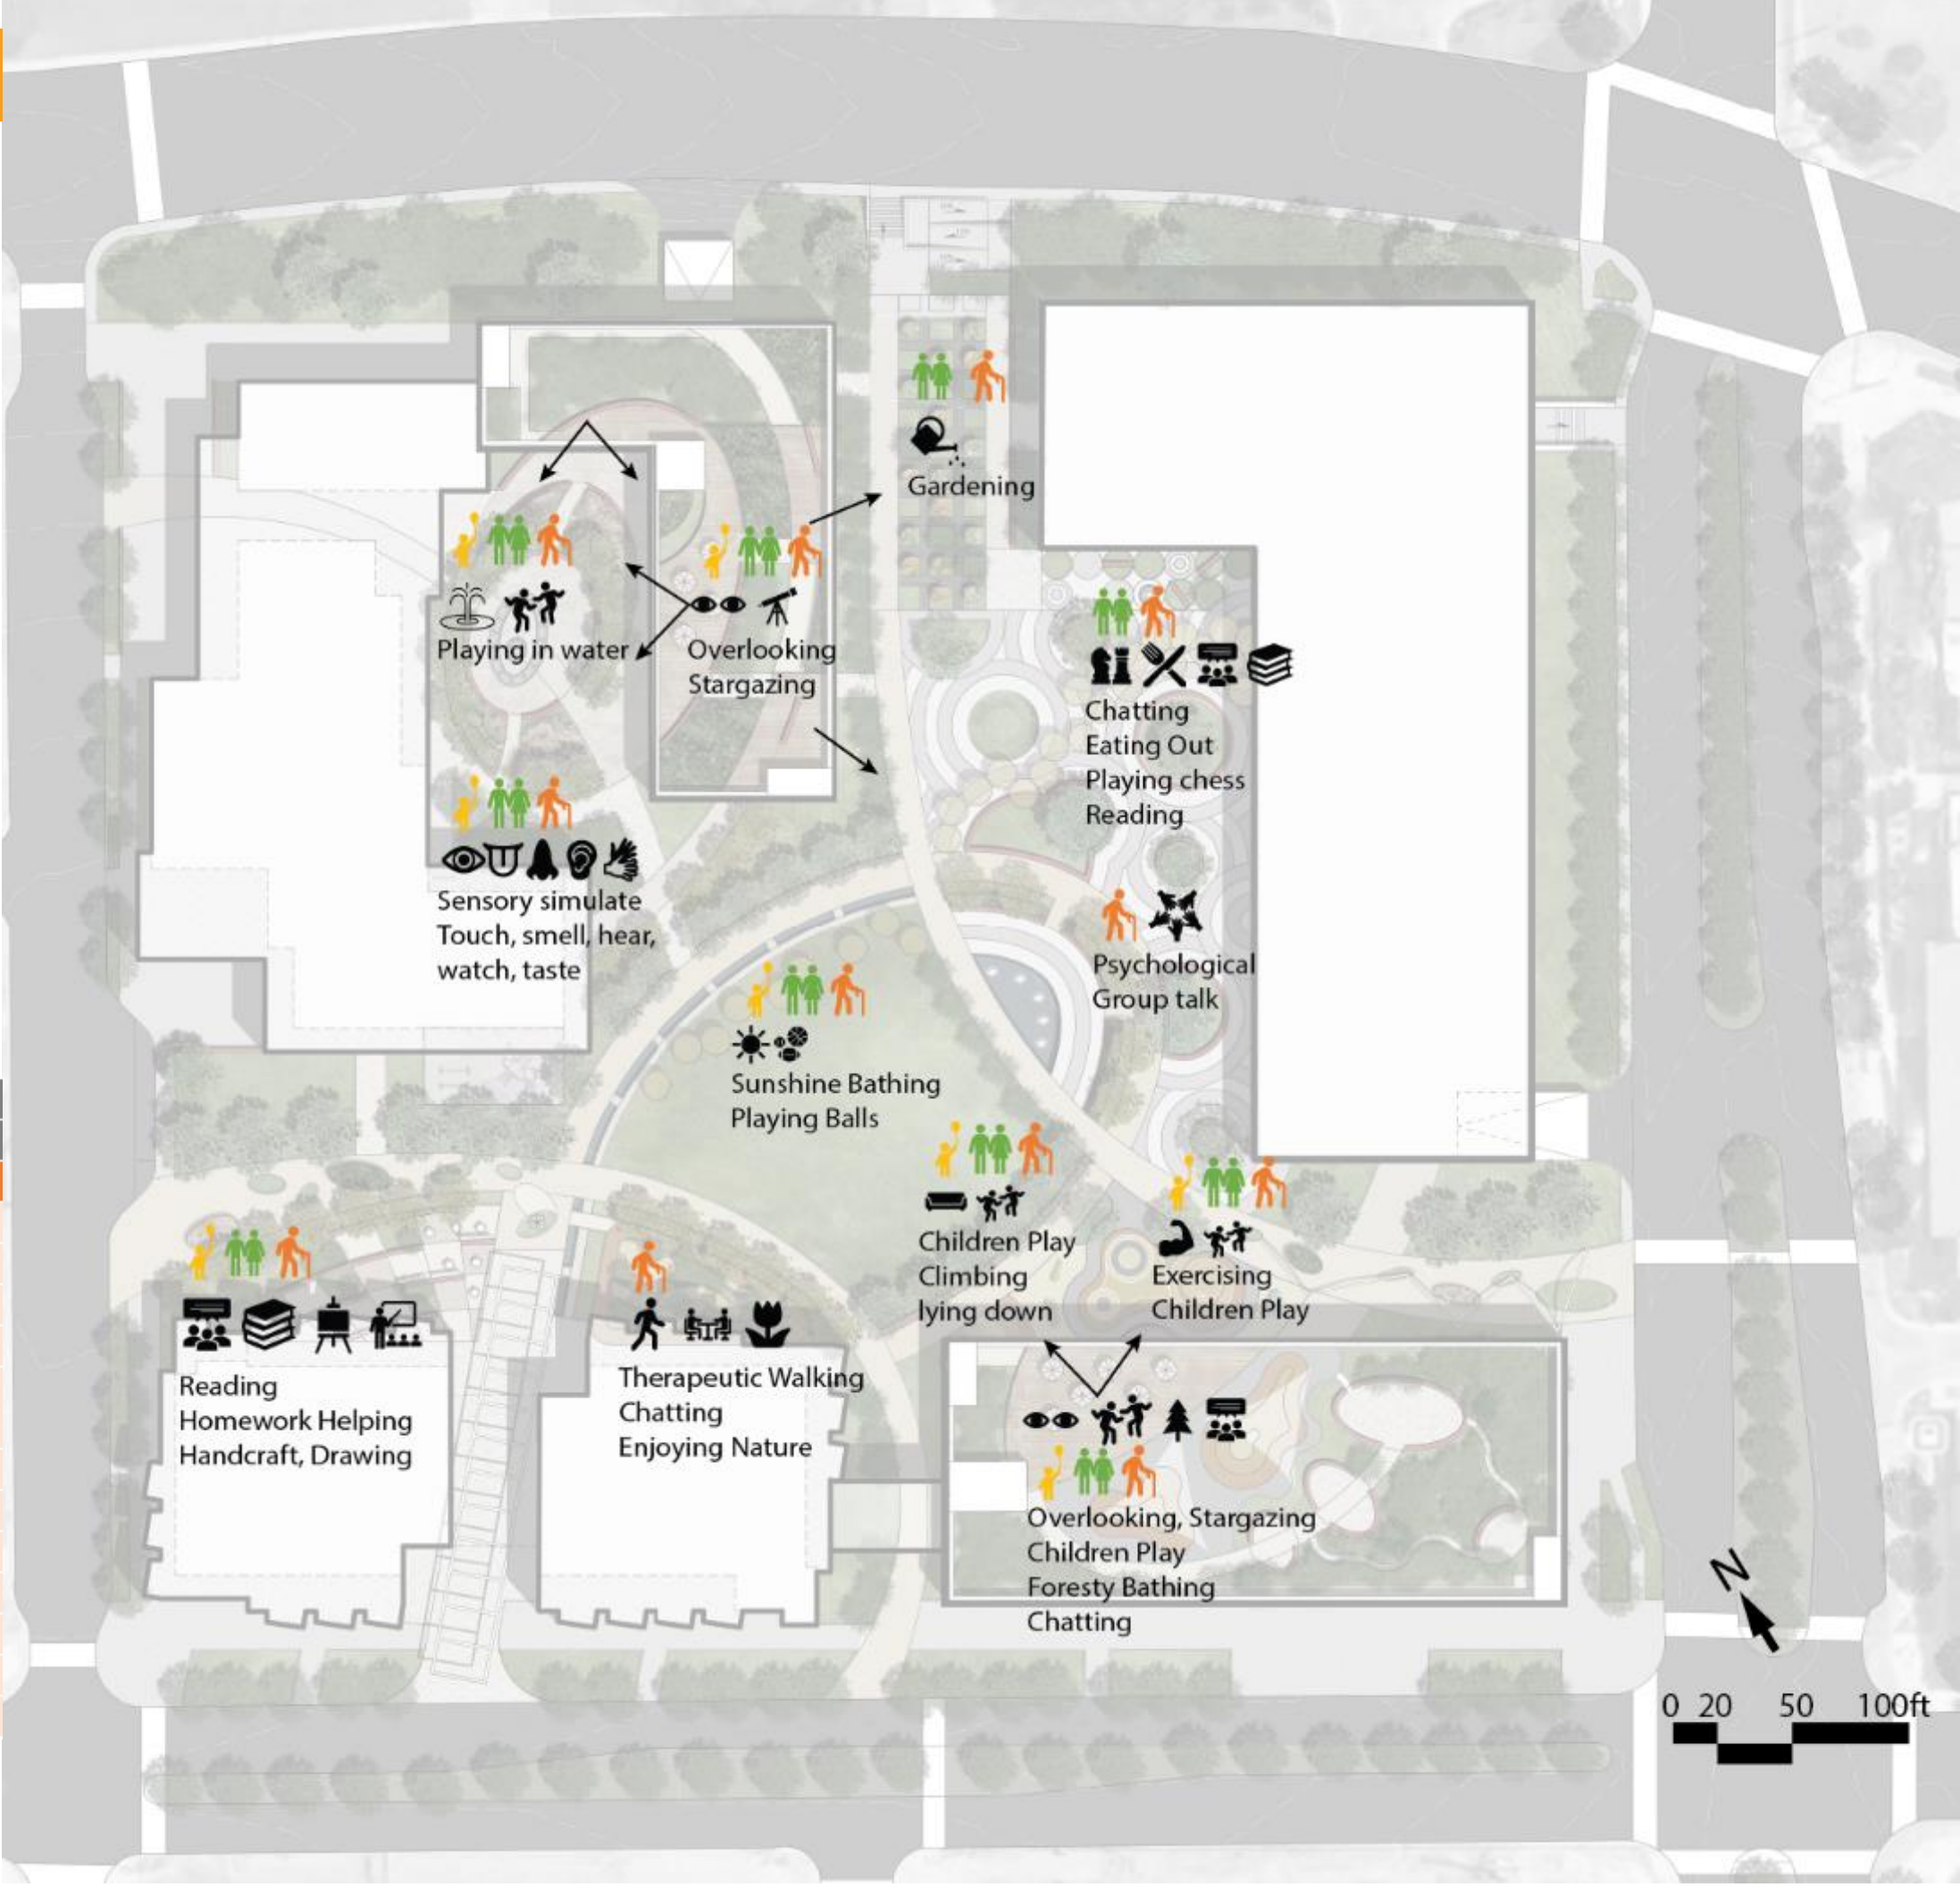 Gardening
Playing in water
Overlooking
Stargazing
Chatting
Eating Out
Playing chess
Reading
Sensory simulate
Touch, smell, hear,
watch, taste
Psychological
Group talk
Sunshine Bathing
Playing Balls
Children Play
Climbing
lying down
Exercising
Children Play
Reading
Homework Helping
Handcraft, Drawing
Therapeutic Walking
Chatting
Enjoying Nature
Overlooking, Stargazing
Children Play
Foresty Bathing
Chatting
N
0 20 50 100ft